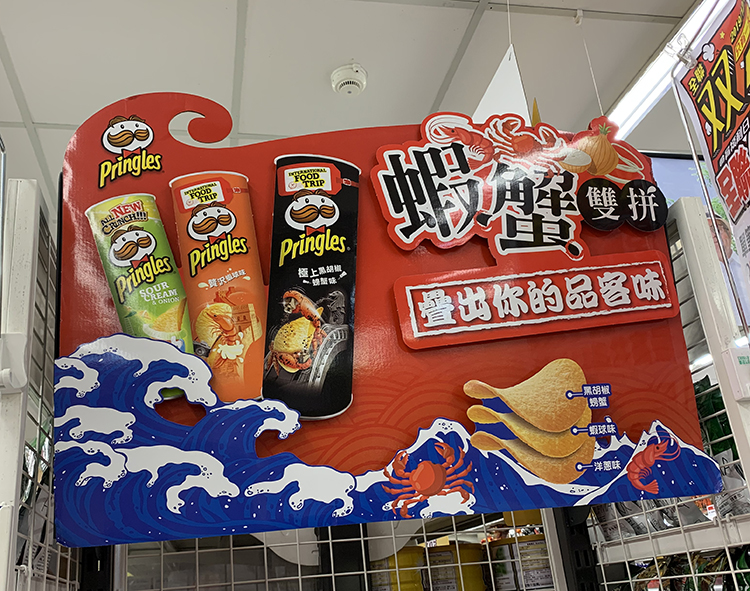 Pringles
ALL NEW
CRUNCH!!!
Pringles
SOUR
CREAM
& ONION
INTERNATIONAL
FOOD
TRIP
Pringles
INTERNATIONAL
FOOD
TRIP
Pringles
極上黑胡椒
螃蟹味
蝦蟹雙拼
疊出你的品客味
黑胡椒
螃蟹
蝦球味
洋蔥味
双双